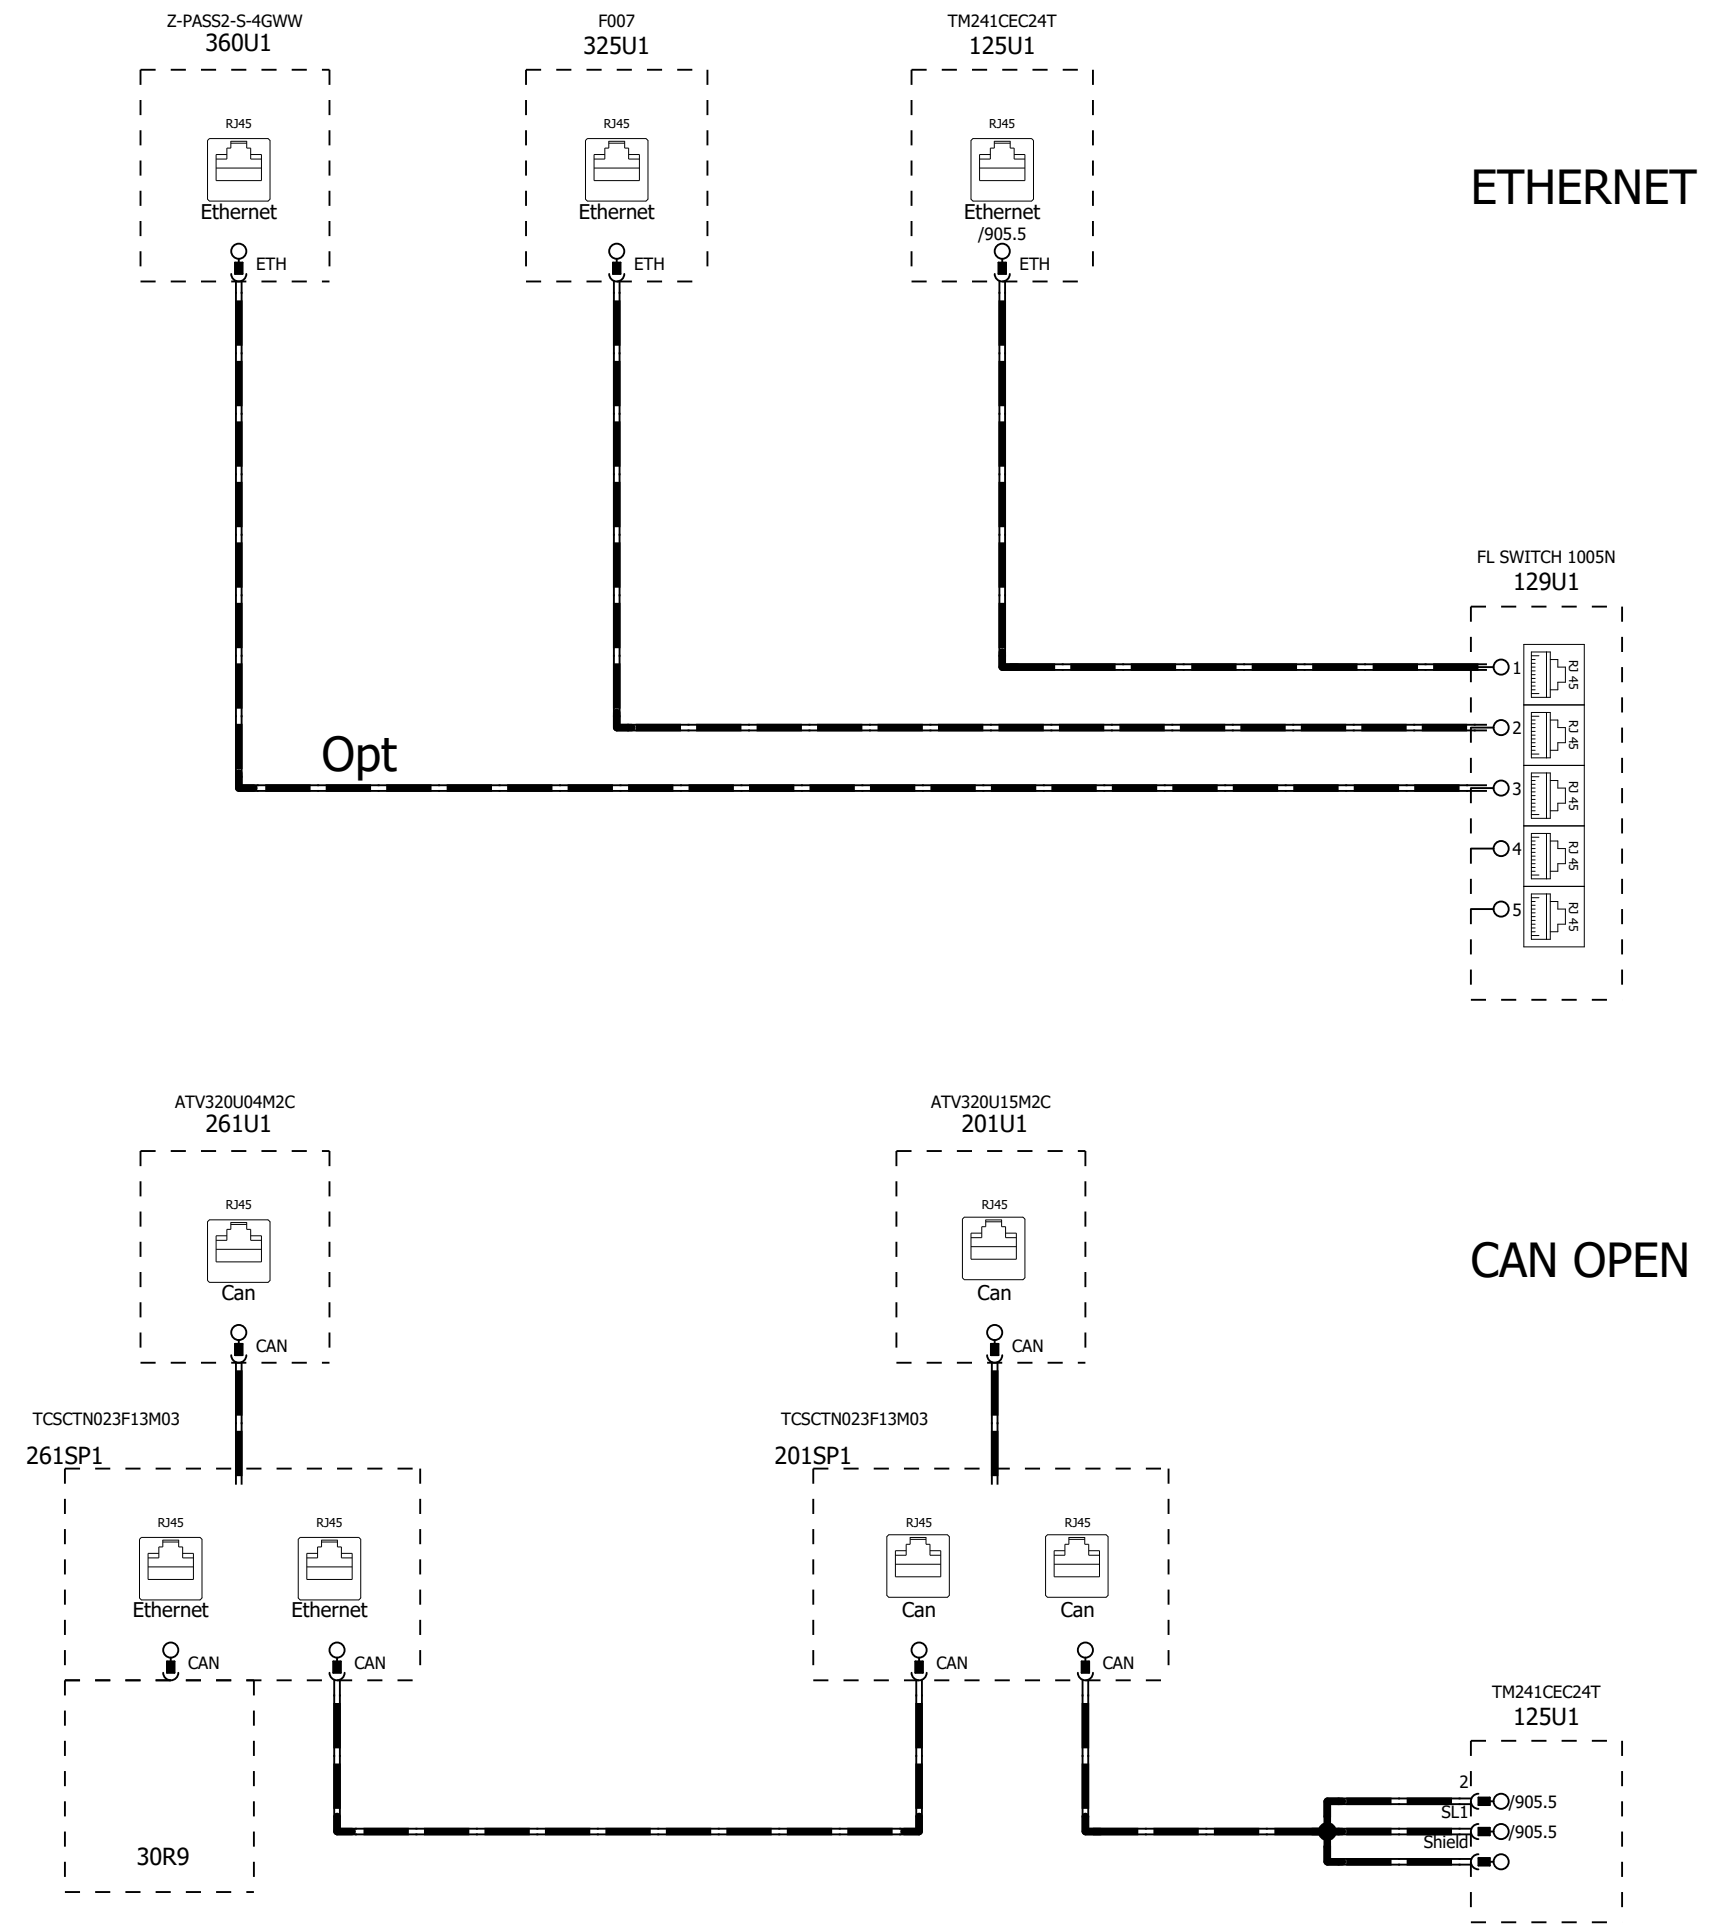 Z-PASS2-S-4GWW
360U1
F007
325U1
TM241CEC24T
125U1
RJ45
Ethernet
ETH
RJ45
Ethernet
ETH
RJ45
Ethernet
/905.5
ETH
ETHERNET
FL SWITCH 1005N
129U1
1
RJ 45
2
RJ 45
3
RJ 45
4
RJ 45
5
RJ 45
Opt
ATV320U04M2C
261U1
ATV320U15M2C
201U1
RJ45
Can
CAN
RJ45
Can
CAN
CAN OPEN
TCSCTN023F13M03
261SP1
TCSCTN023F13M03
201SP1
RJ45
Ethernet
CAN
RJ45
Ethernet
CAN
RJ45
Can
CAN
RJ45
Can
CAN
30R9
TM241CEC24T
125U1
2
/905.5
SL1
/905.5
Shield